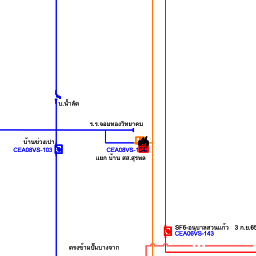 บ.น้ำลัด
ร.ร.จอมทองวิทยาคม
บ้านข่วงเปา
CEA08VS-103
CEA08VS-1
แยก บ้าน สส.สุรพล
SF6-อนุบาลสวนแก้ว 3 ก.ย.65
CEA06VS-143
ตรงข้ามปั๊มบางจาก